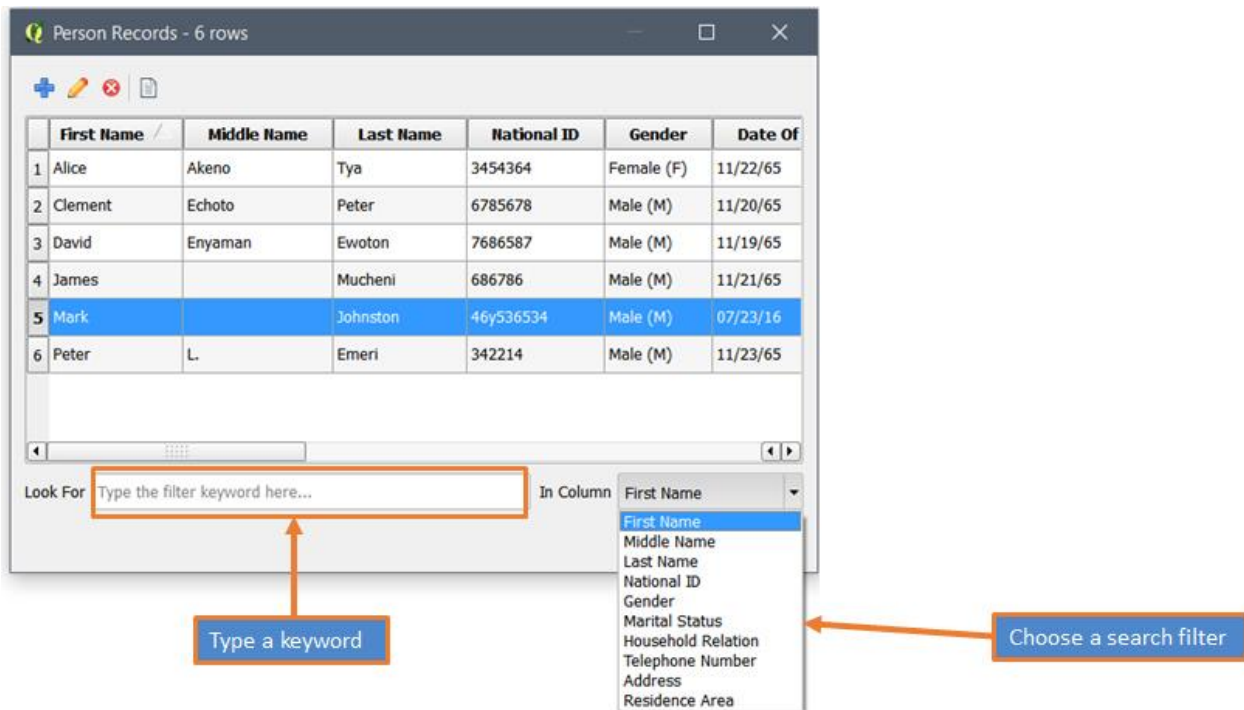 Person Records - 6 rows
First Name Middle Name Last Name National ID Gender Date Of
1 Alice Akeno Tya 3454364 Female (F) 11/22/65
2 Clement Echoto Peter 6785678 Male (M) 11/20/65
3 David Enyaman Ewoton 7686587 Male (M) 11/19/65
4 James Mucheni 686786 Male (M) 11/21/65
5 Mark Johnston 46y536534 Male (M) 07/23/16
6 Peter L. Emeri 342214 Male (M) 11/23/65
Look For Type the filter keyword here... In Column First Name
First Name
Middle Name
Last Name
National ID
Gender
Marital Status
Household Relation
Telephone Number
Address
Residence Area
Type a keyword
Choose a search filter